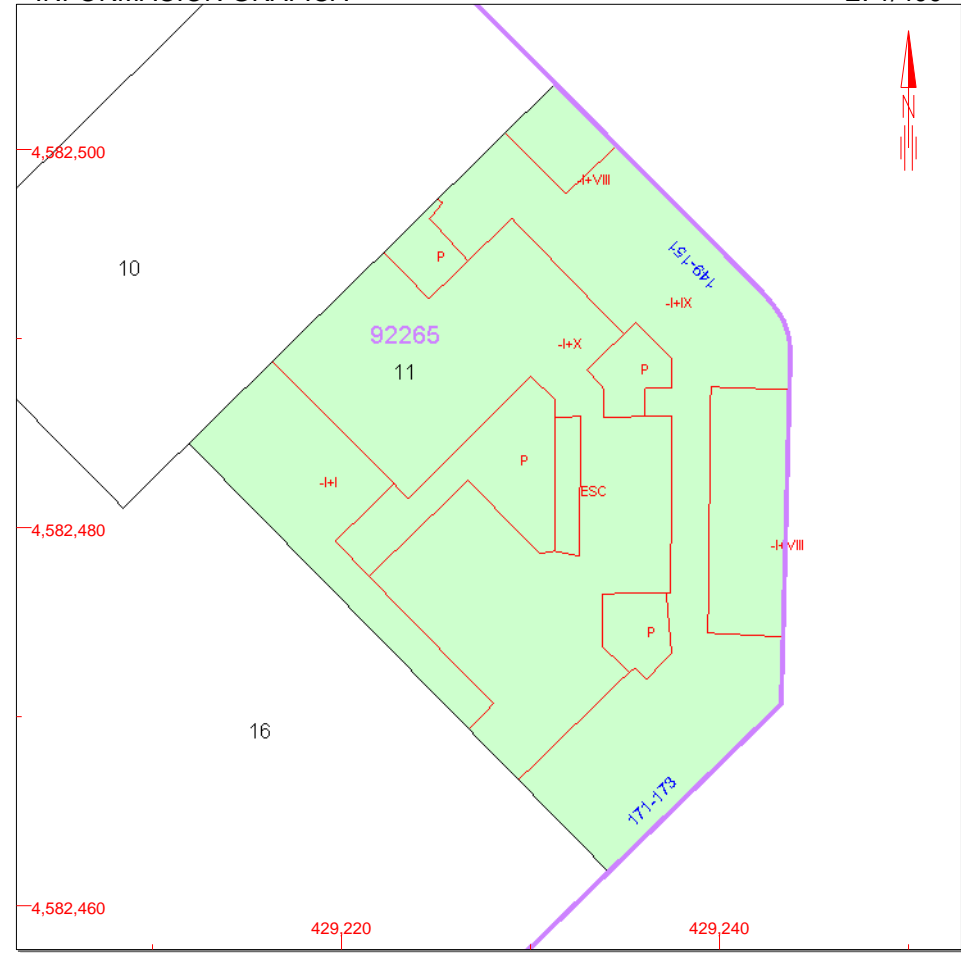 4,582,500
-I+VIII
149-151
10
P
-I+IX
92265
-I+X
11
P
P
-I+I
ESC
4,582,480
-I+VIII
P
16
171-173
4,582,460
429,220
429,240
N